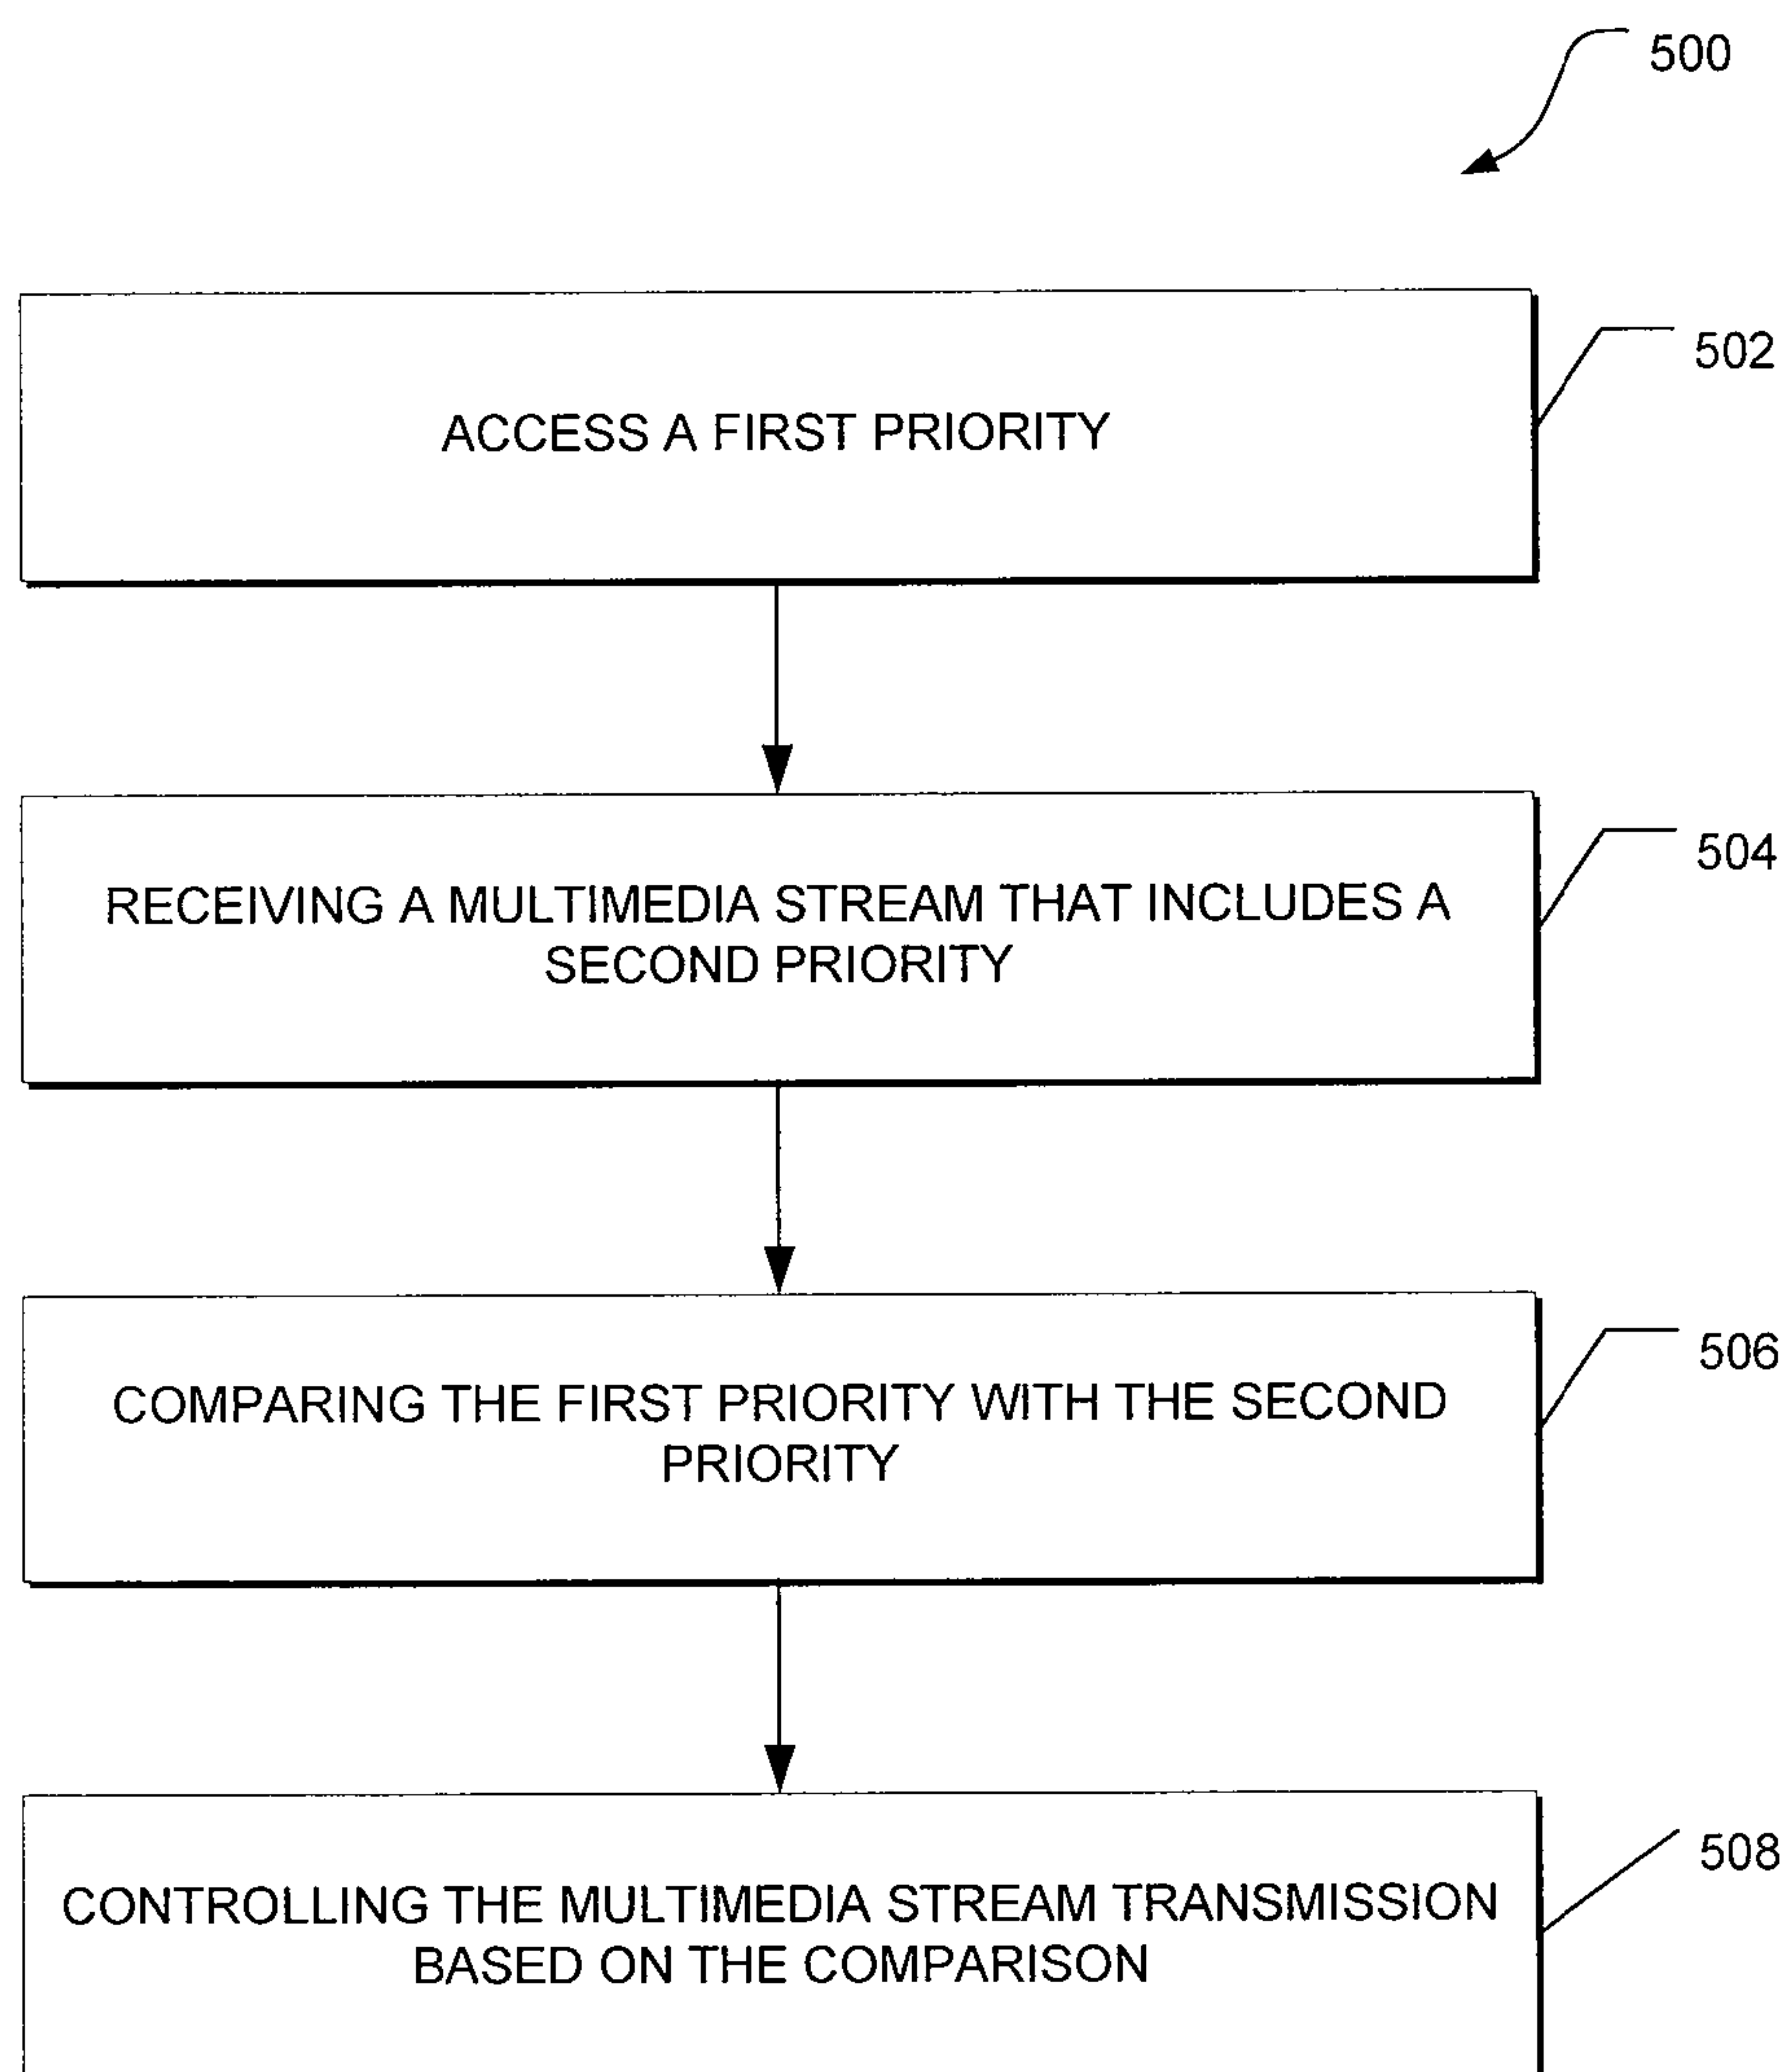 500
502
ACCESS A FIRST PRIORITY
504
RECEIVING A MULTIMEDIA STREAM THAT INCLUDES A
SECOND PRIORITY
506
COMPARING THE FIRST PRIORITY WITH THE SECOND
PRIORITY
508
CONTROLLING THE MULTIMEDIA STREAM TRANSMISSION
BASED ON THE COMPARISON